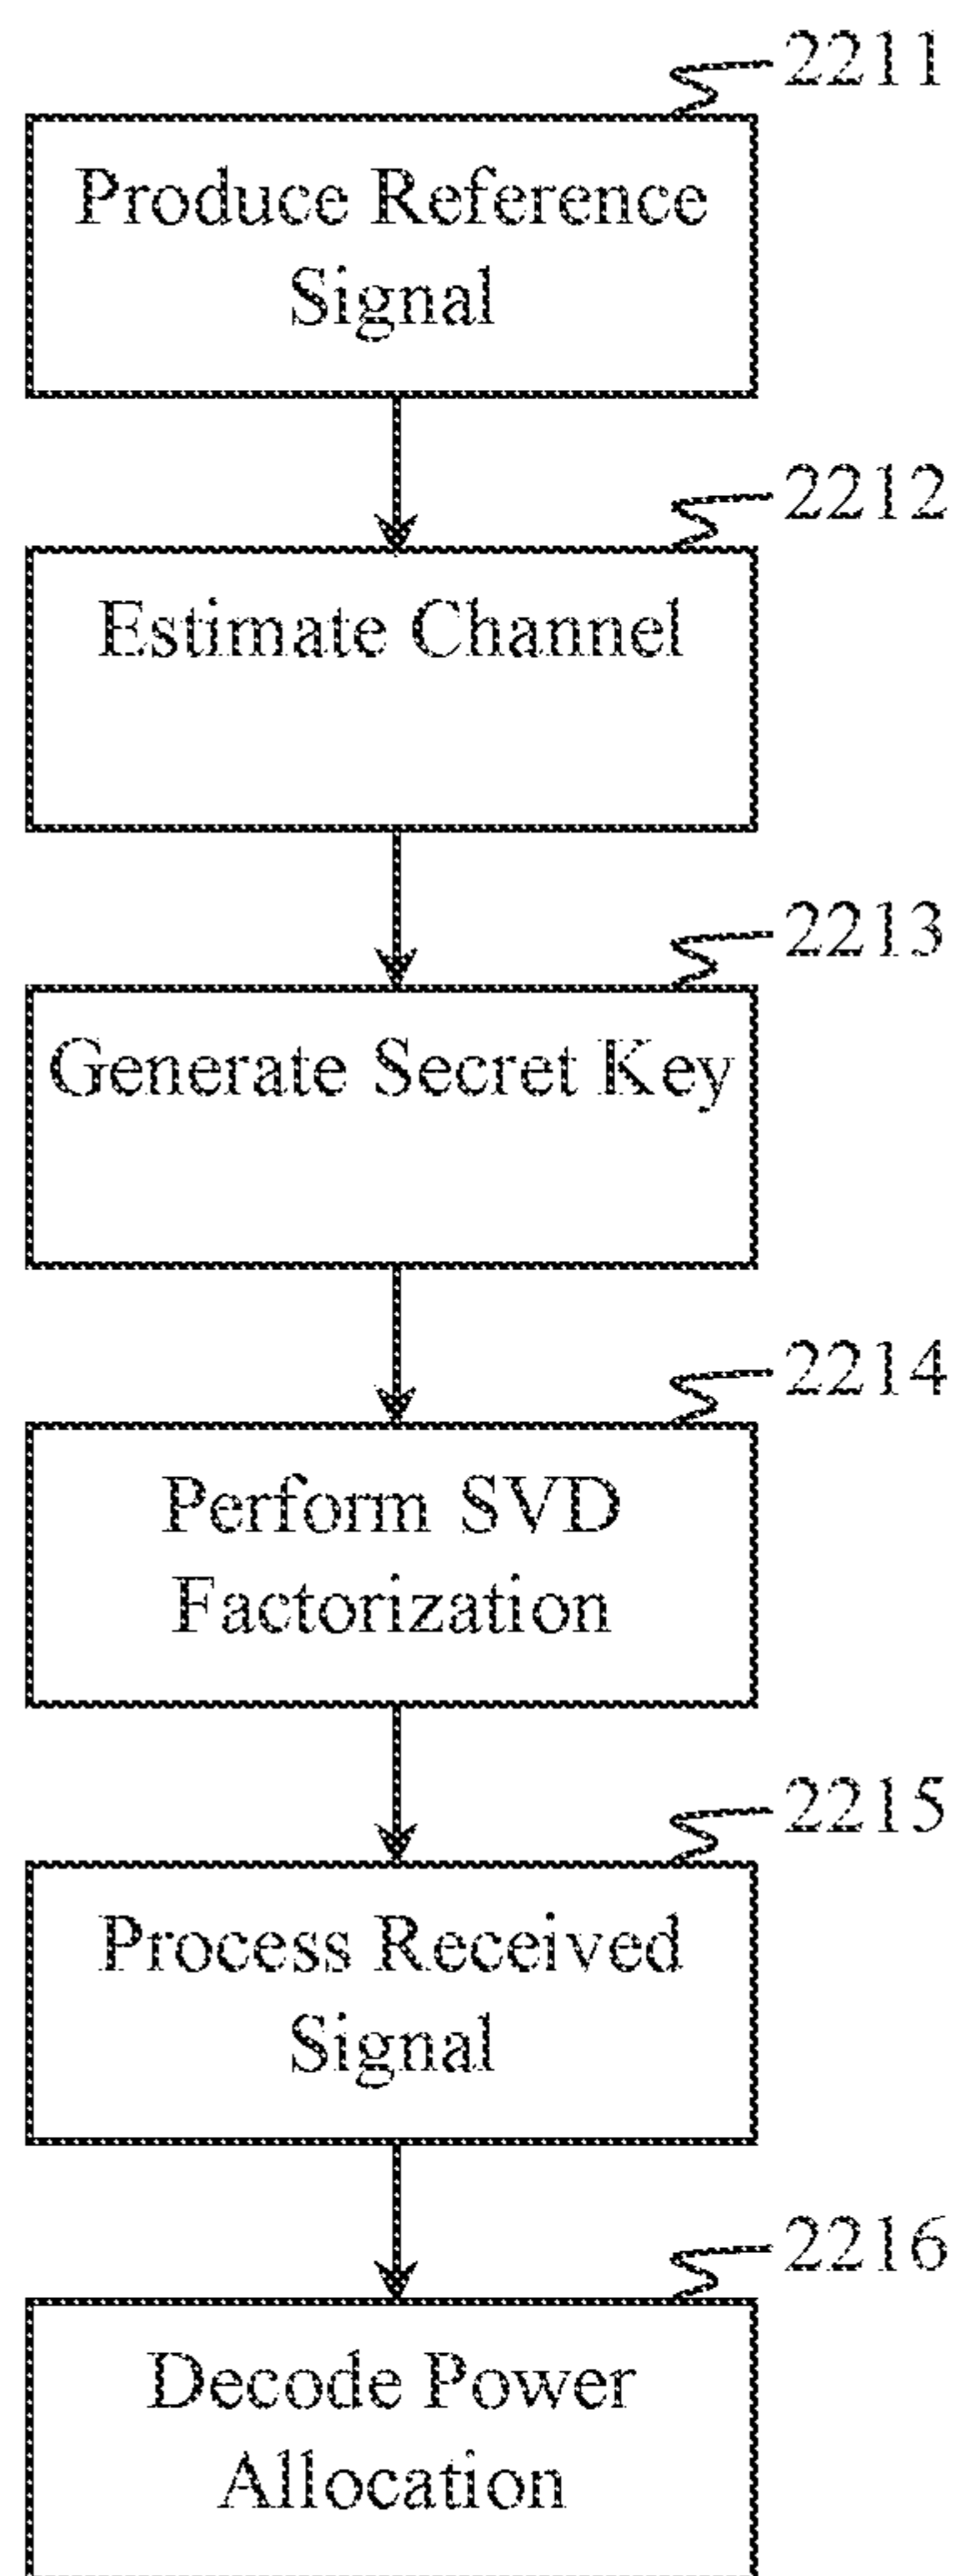 2211
Produce Reference
Signal
2212
Estimate Channel
2213
Generate Secret Key
2214
Perform SVD
Factorization
2215
Process Received
Signal
2216
Decode Power
Allocation